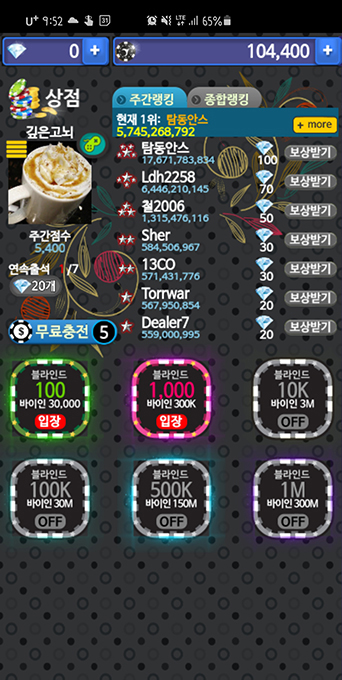 U+ 9:52 31 LTE 65%
0 + 104,400 +
상점
주간랭킹 종합랭킹
현재 1위: 탐동안스
5,745,268,792
+ more
깊은고뇌
주간점수
5,400
연속출석 1/7
20개
무료충전 5
탐동안스
17,671,783,834
100
보상받기
Ldh2258
6,446,210,145
70
보상받기
철2006
1,315,476,116
50
보상받기
Sher
584,506,967
30
보상받기
13CO
571,431,776
30
보상받기
Torrwar
567,950,854
20
보상받기
Dealer7
559,000,995
20
보상받기
블라인드
100
바이인 30,000
입장
블라인드
1,000
바이인 300K
입장
블라인드
10K
바이인 3M
OFF
블라인드
100K
바이인 30M
OFF
블라인드
500K
바이인 150M
OFF
블라인드
1M
바이인 300M
OFF